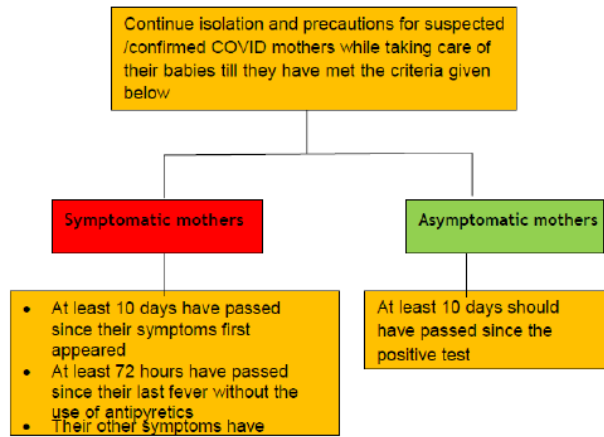 Continue isolation and precautions for suspected
/confirmed COVID mothers while taking care of
their babies till they have met the criteria given
below
Symptomatic mothers
Asymptomatic mothers
• At least 10 days have passed
since their symptoms first
appeared
• At least 72 hours have passed
since their last fever without the
use of antipyretics
• Their other symptoms have
At least 10 days should
have passed since the
positive test